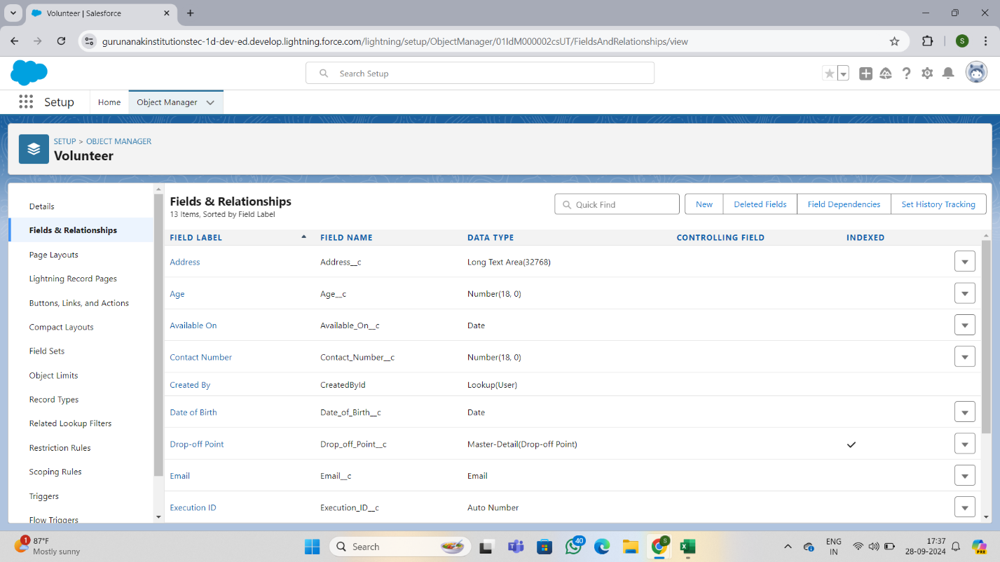 Volunteer | Salesforce
gurunanakinstitutionstec-1d-dev-ed.develop.lightning.force.com/lightning/setup/ObjectManager/01IdM000002csUT/FieldsAndRelationships/view
S
Search Setup
Setup
Home
Object Manager
SETUP > OBJECT MANAGER
Volunteer
Details
Fields & Relationships
Page Layouts
Lightning Record Pages
Buttons, Links, and Actions
Compact Layouts
Field Sets
Object Limits
Record Types
Related Lookup Filters
Restriction Rules
Scoping Rules
Triggers
Flow Triggers
Fields & Relationships
13 Items, Sorted by Field Label
Quick Find
New
Deleted Fields
Field Dependencies
Set History Tracking
FIELD LABEL FIELD NAME DATA TYPE CONTROLLING FIELD INDEXED
Address Address__c Long Text Area(32768)
Age Age__c Number(18, 0)
Available On Available_On__c Date
Contact Number Contact_Number__c Number(18, 0)
Created By CreatedById Lookup(User)
Date of Birth Date_of_Birth__c Date
Drop-off Point Drop_off_Point__c Master-Detail(Drop-off Point)
Email Email__c Email
Execution ID Execution_ID__c Auto Number
1
87°F
Mostly sunny
Search
40
S
ENG
IN
17:37
28-09-2024
PRE